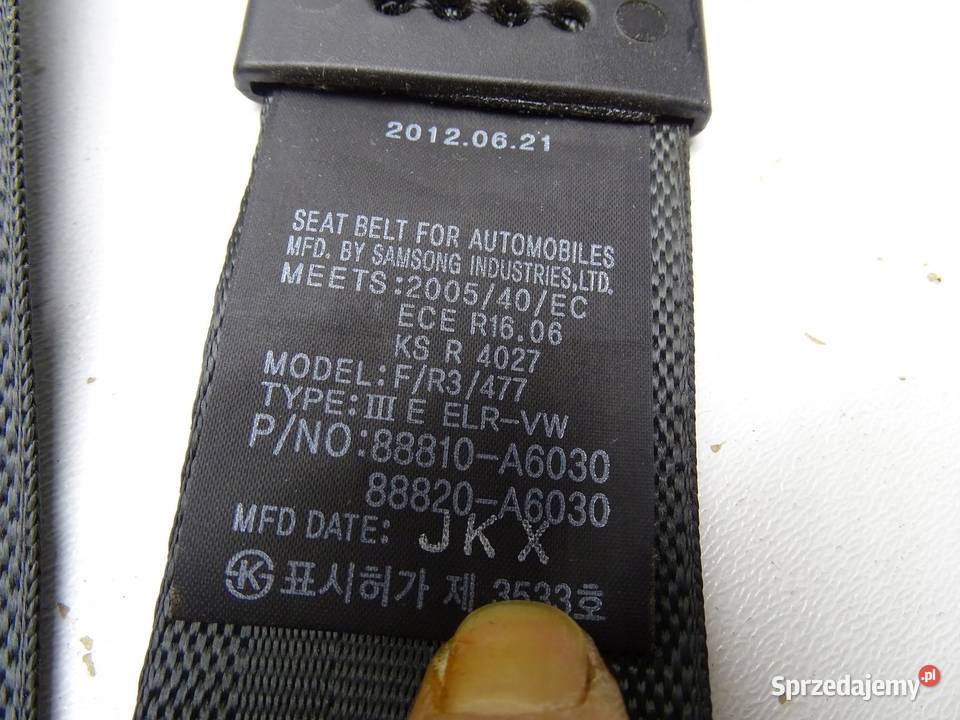 2012.06.21
SEAT BELT FOR AUTOMOBILES
MFD. BY SAMSONG INDUSTRIES,LTD.
MEETS:2005/40/EC
ECE R16.06
KS R 4027
MODEL:F/R3/477
TYPE:Ⅲ E ELR-VW
P/NO:88810-A6030
88820-A6030
MFD DATE: JKX
㉿ 표시허가 제 3533호
Sprzedajemy.pl